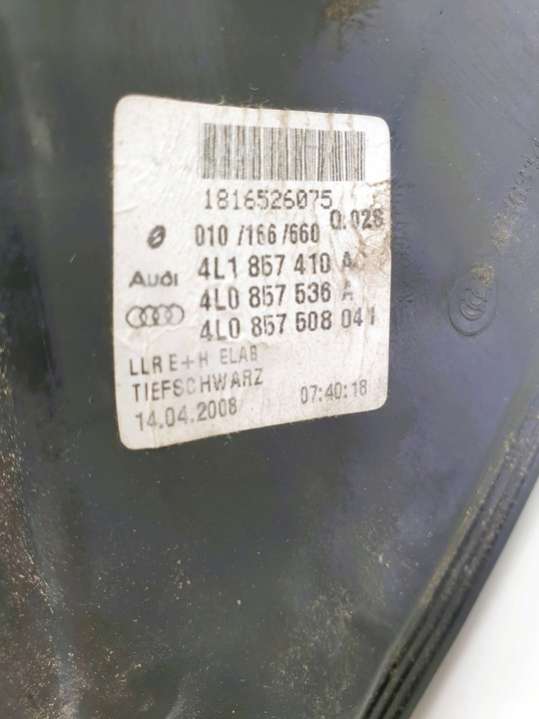 1816526075
010 /166/660 Q.028
Audi 4L1 857 410
4L0 857 536 A
4L0 857 508 041
LLR E+H ELAB
TIEFSCHWARZ
14.04.2008 07:40:18